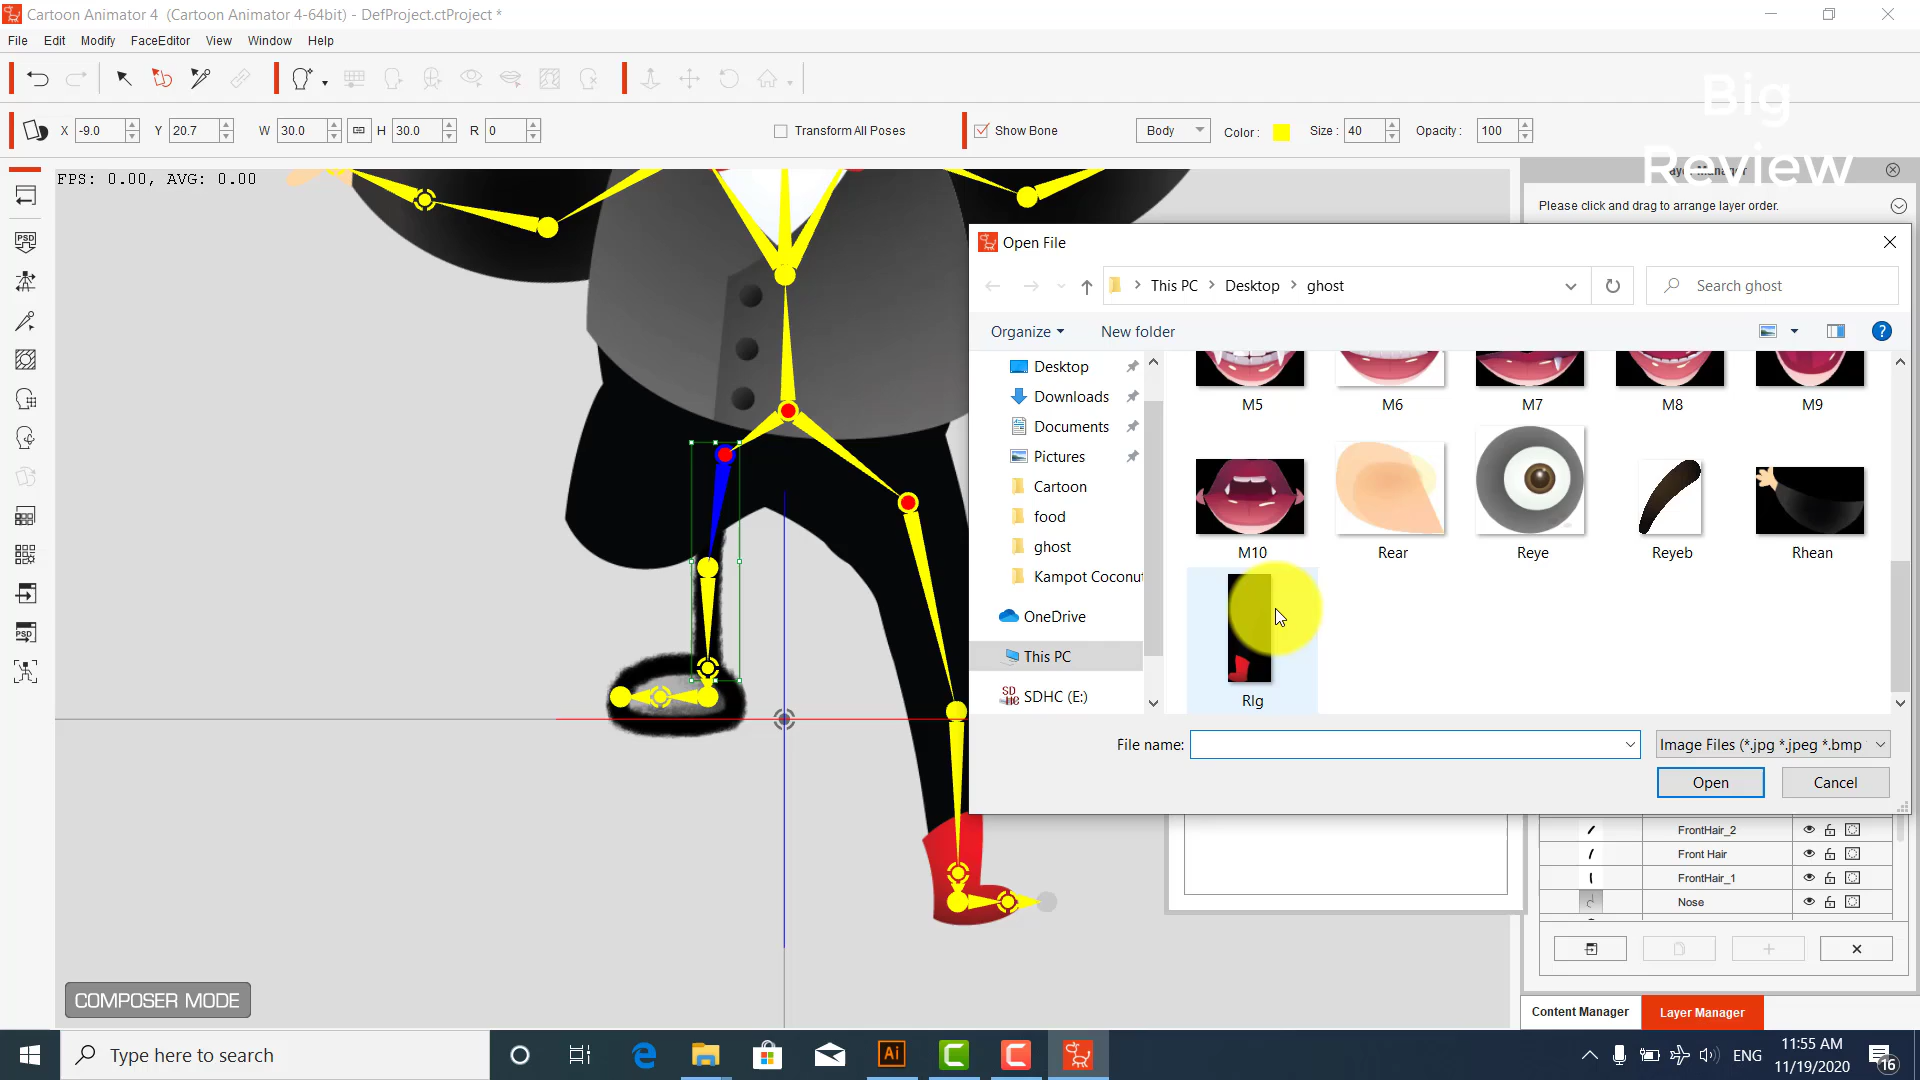 Cartoon Animator 4 (Cartoon Animator 4-64bit) - DefProject.ctProject *
File Edit Modify FaceEditor View Window Help
X -9.0 Y 20.7 W 30.0 H 30.0 R 0 Transform All Poses Show Bone Body Color : Size : 40 Opacity : 100
Big
Review
FPS: 0.00, AVG: 0.00
Layer Manager
Please click and drag to arrange layer order.
Open File
This PC Desktop ghost
Search ghost
Organize New folder
Desktop
Downloads
Documents
Pictures
Cartoon
food
ghost
Kampot Coconut
OneDrive
This PC
SDHC (E:)
M5 M6 M7 M8 M9
M10 Rear Reye Reyeb Rhean
Rlg
File name:
Image Files (*.jpg *.jpeg *.bmp
Open Cancel
FrontHair_2
Front Hair
FrontHair_1
Nose
COMPOSER MODE
Content Manager Layer Manager
Type here to search
ENG
11:55 AM
11/19/2020
16